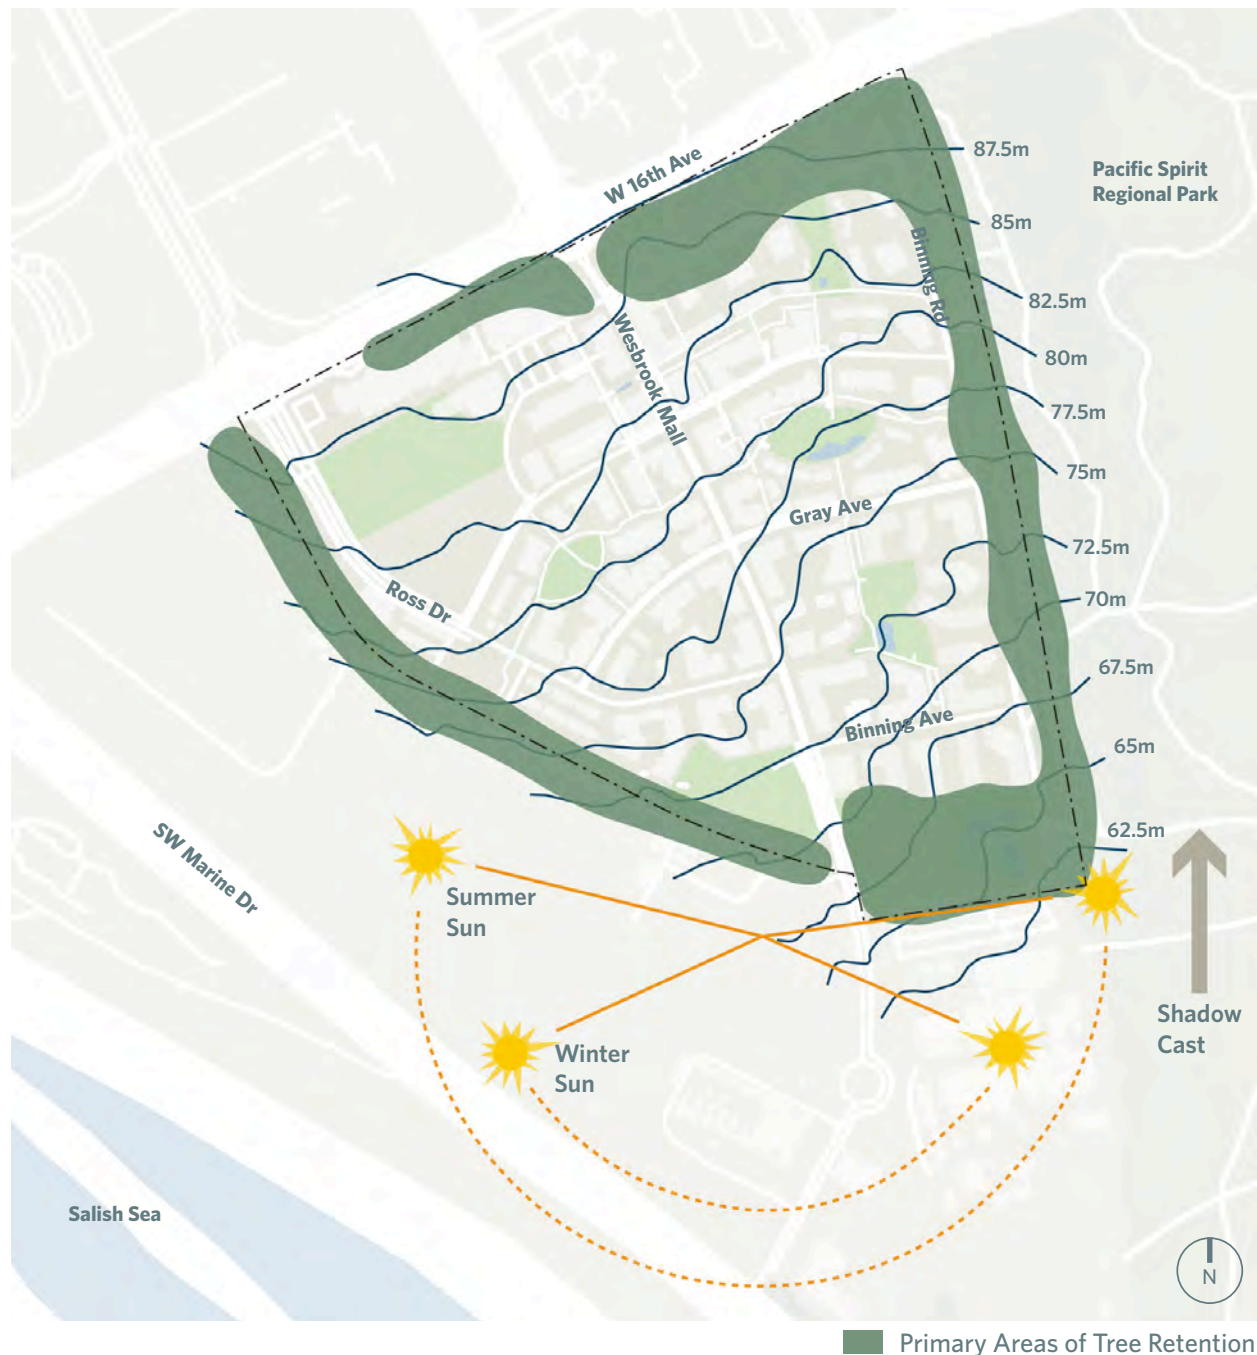 87.5m
Pacific Spirit
Regional Park
W 16th Ave
85m
Binning Rd
82.5m
Wesbrook Mall
80m
77.5m
75m
Gray Ave
72.5m
Ross Dr
70m
67.5m
Binning Ave
65m
62.5m
SW Marine Dr
Summer
Sun
Shadow
Cast
Winter
Sun
Salish Sea
N
Primary Areas of Tree Retention